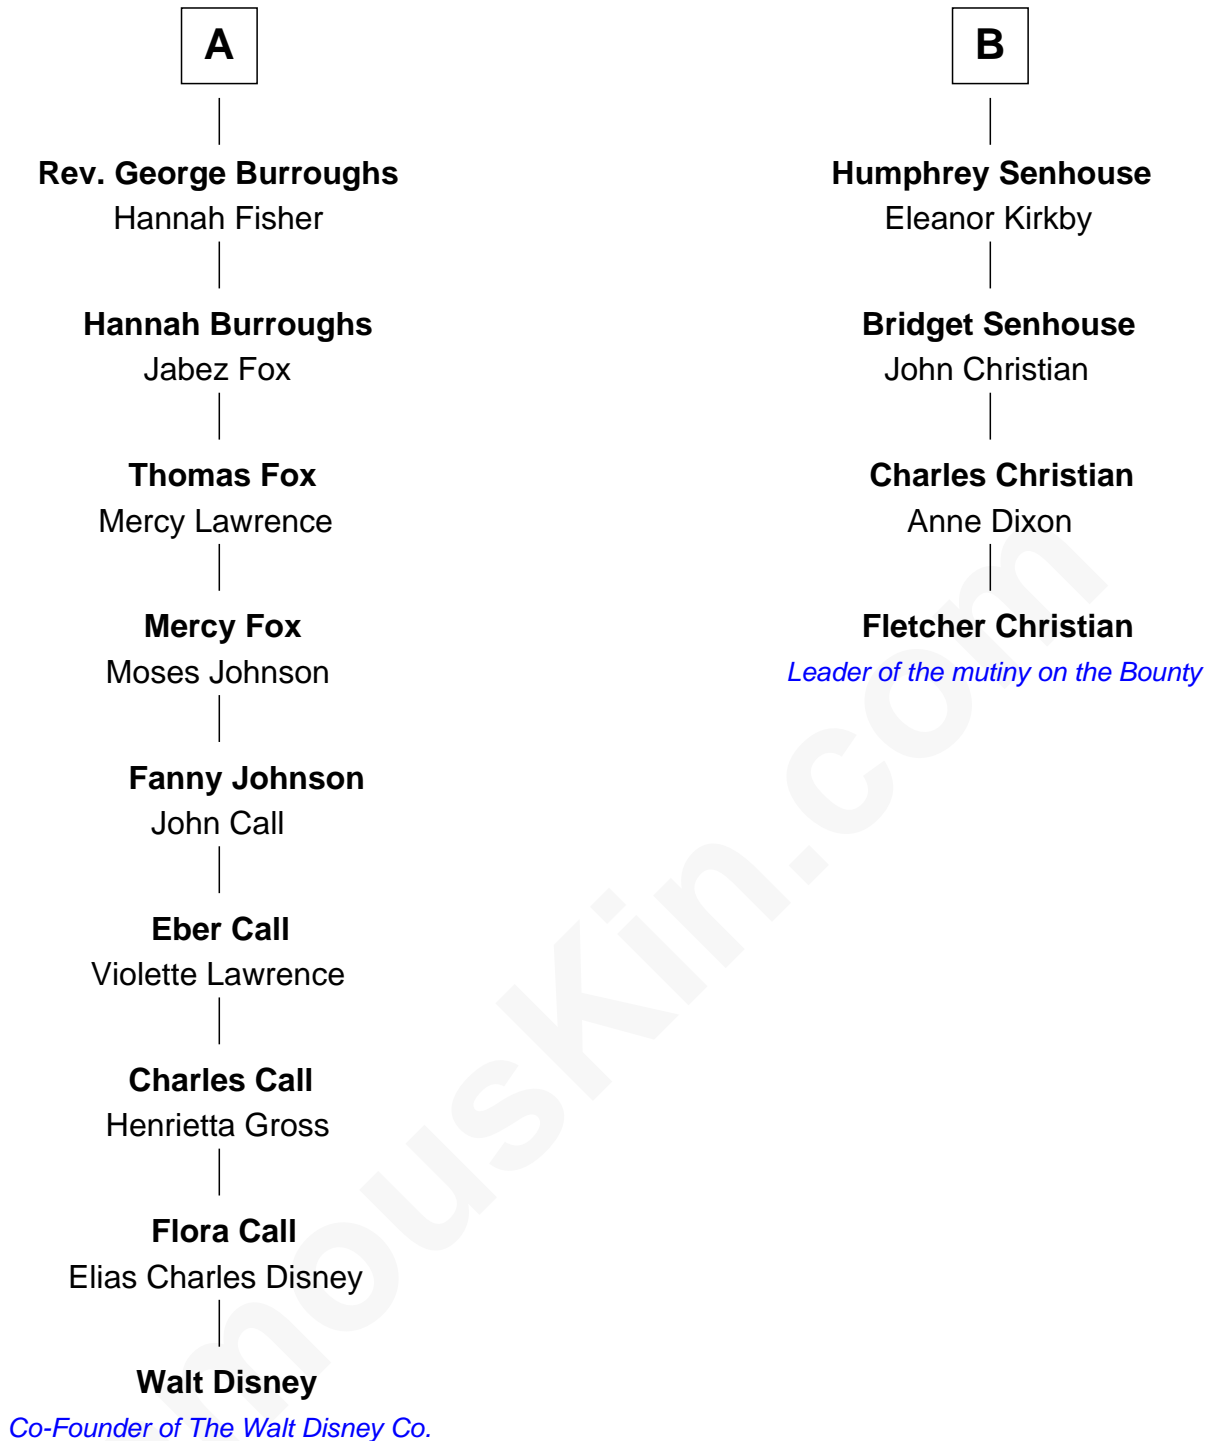 A
Rev. George Burroughs
Hannah Fisher
Hannah Burroughs
Jabez Fox
Thomas Fox
Mercy Lawrence
Mercy Fox
Moses Johnson
Fanny Johnson
John Call
Eber Call
Violette Lawrence
Charles Call
Henrietta Gross
Flora Call
Elias Charles Disney
Walt Disney
Co-Founder of The Walt Disney Co.
B
Humphrey Senhouse
Eleanor Kirkby
Bridget Senhouse
John Christian
Charles Christian
Anne Dixon
Fletcher Christian
Leader of the mutiny on the Bounty
mousKin.com